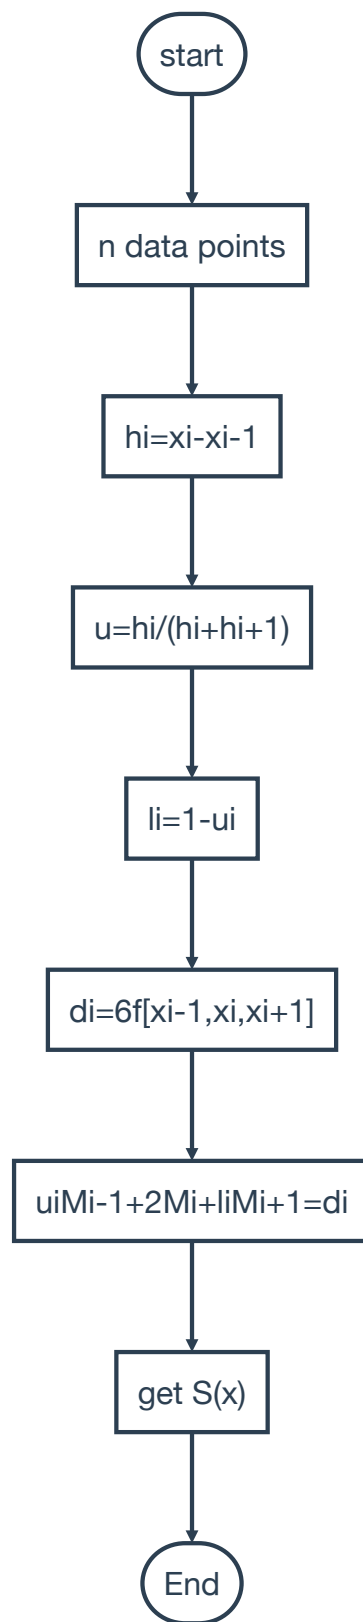 start
n data points
hi=xi-xi-1
u=hi/(hi+hi+1)
li=1-ui
di=6f[xi-1,xi,xi+1]
uiMi-1+2Mi+liMi+1=di
get S(x)
End